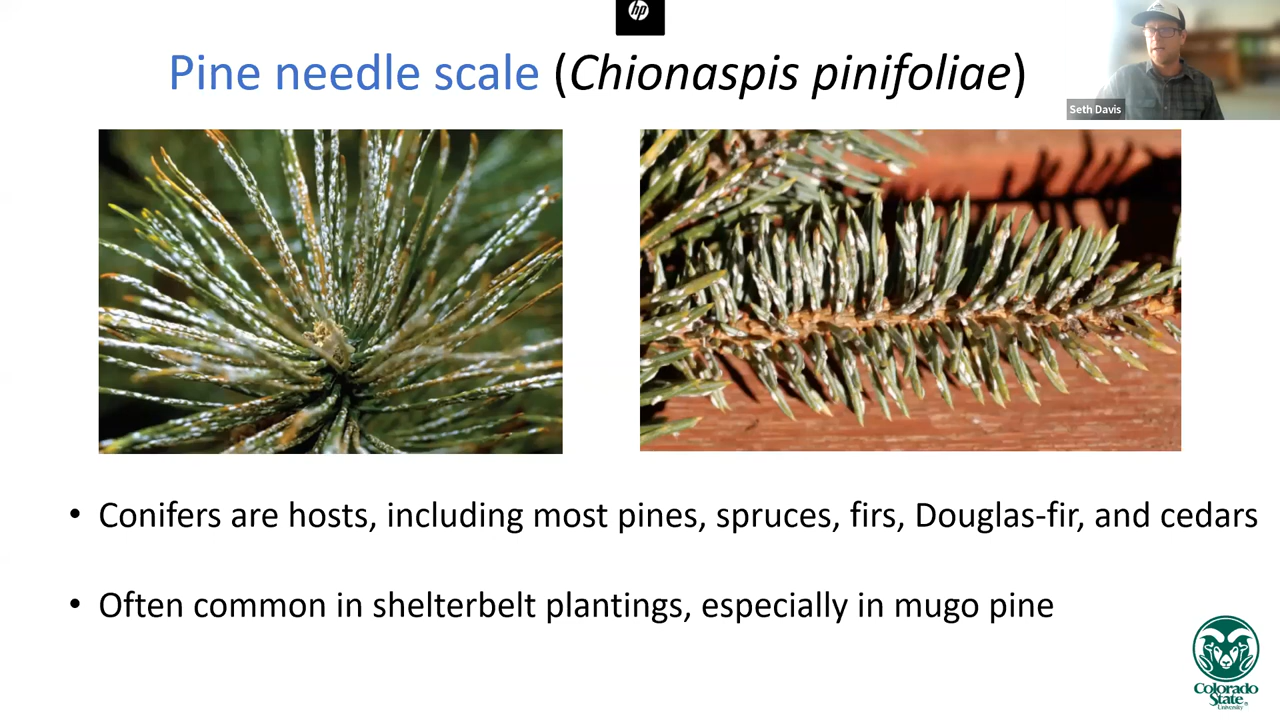 hp
Pine needle scale (Chionaspis pinifoliae)
Seth Davis
• Conifers are hosts, including most pines, spruces, firs, Douglas-fir, and cedars
• Often common in shelterbelt plantings, especially in mugo pine
Colorado
State
University